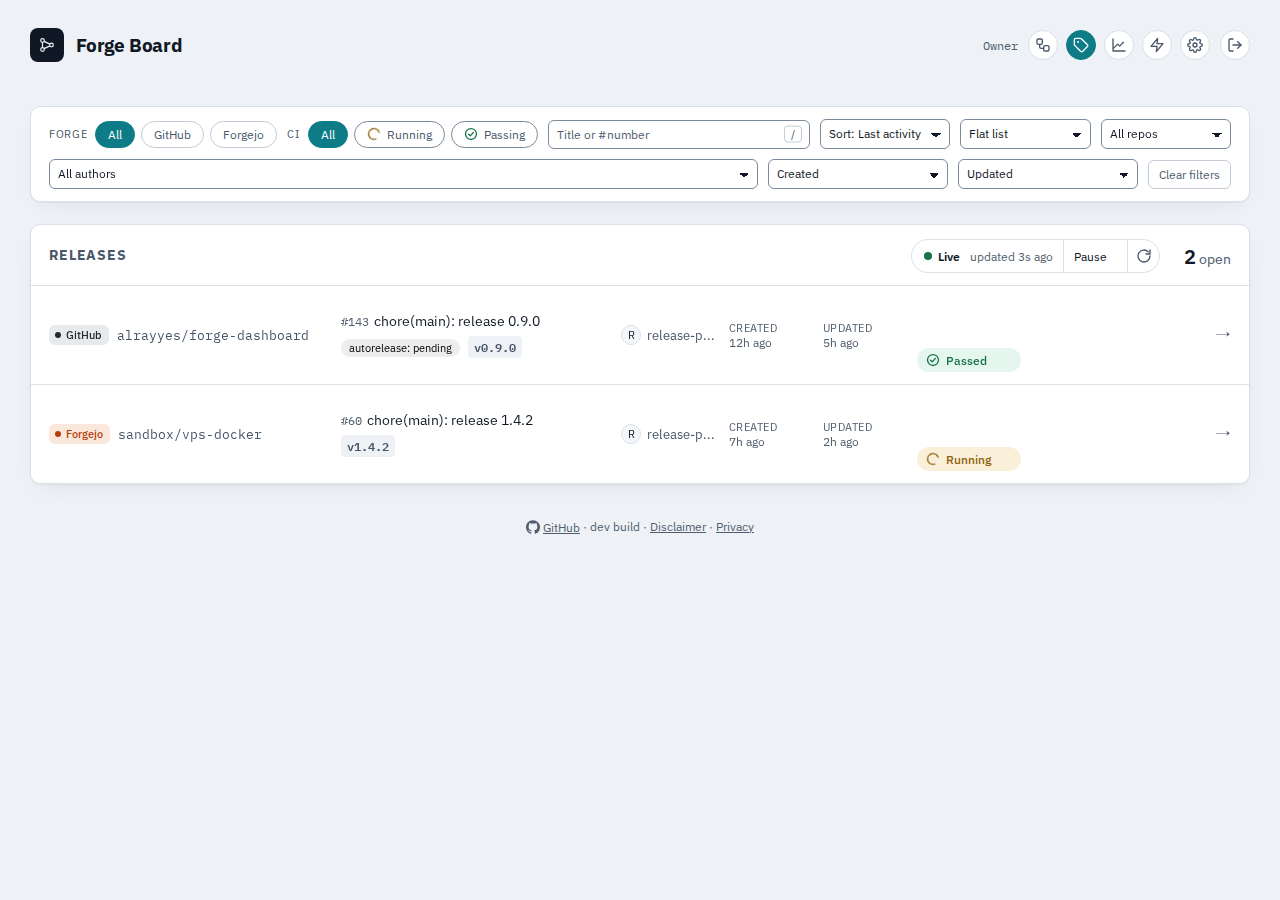 Forge Board
Owner
FORGE All GitHub Forgejo CI All Running Passing Title or #number / Sort: Last activity Flat list All repos
All authors Created Updated Clear filters
RELEASES Live updated 3s ago Pause 2 open
GitHub alrayyes/forge-dashboard
#143 chore(main): release 0.9.0
autorelease: pending v0.9.0
R release-p...
CREATED
12h ago
UPDATED
5h ago
Passed
→
Forgejo sandbox/vps-docker
#60 chore(main): release 1.4.2
v1.4.2
R release-p...
CREATED
7h ago
UPDATED
2h ago
Running
→
GitHub · dev build · Disclaimer · Privacy